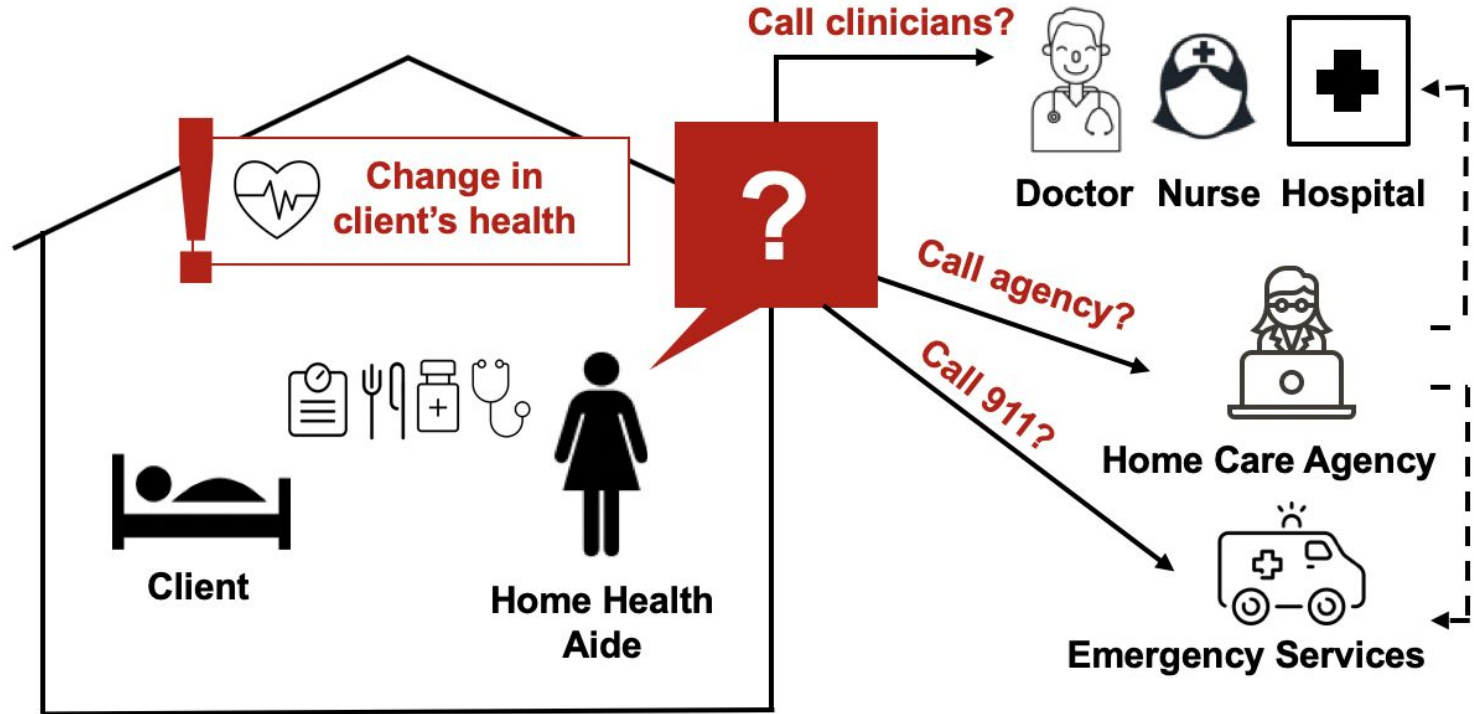 Call clinicians?
Change in
client's health
?
Doctor Nurse Hospital
Call agency?
Call 911?
Home Care Agency
Client
Home Health
Aide
Emergency Services